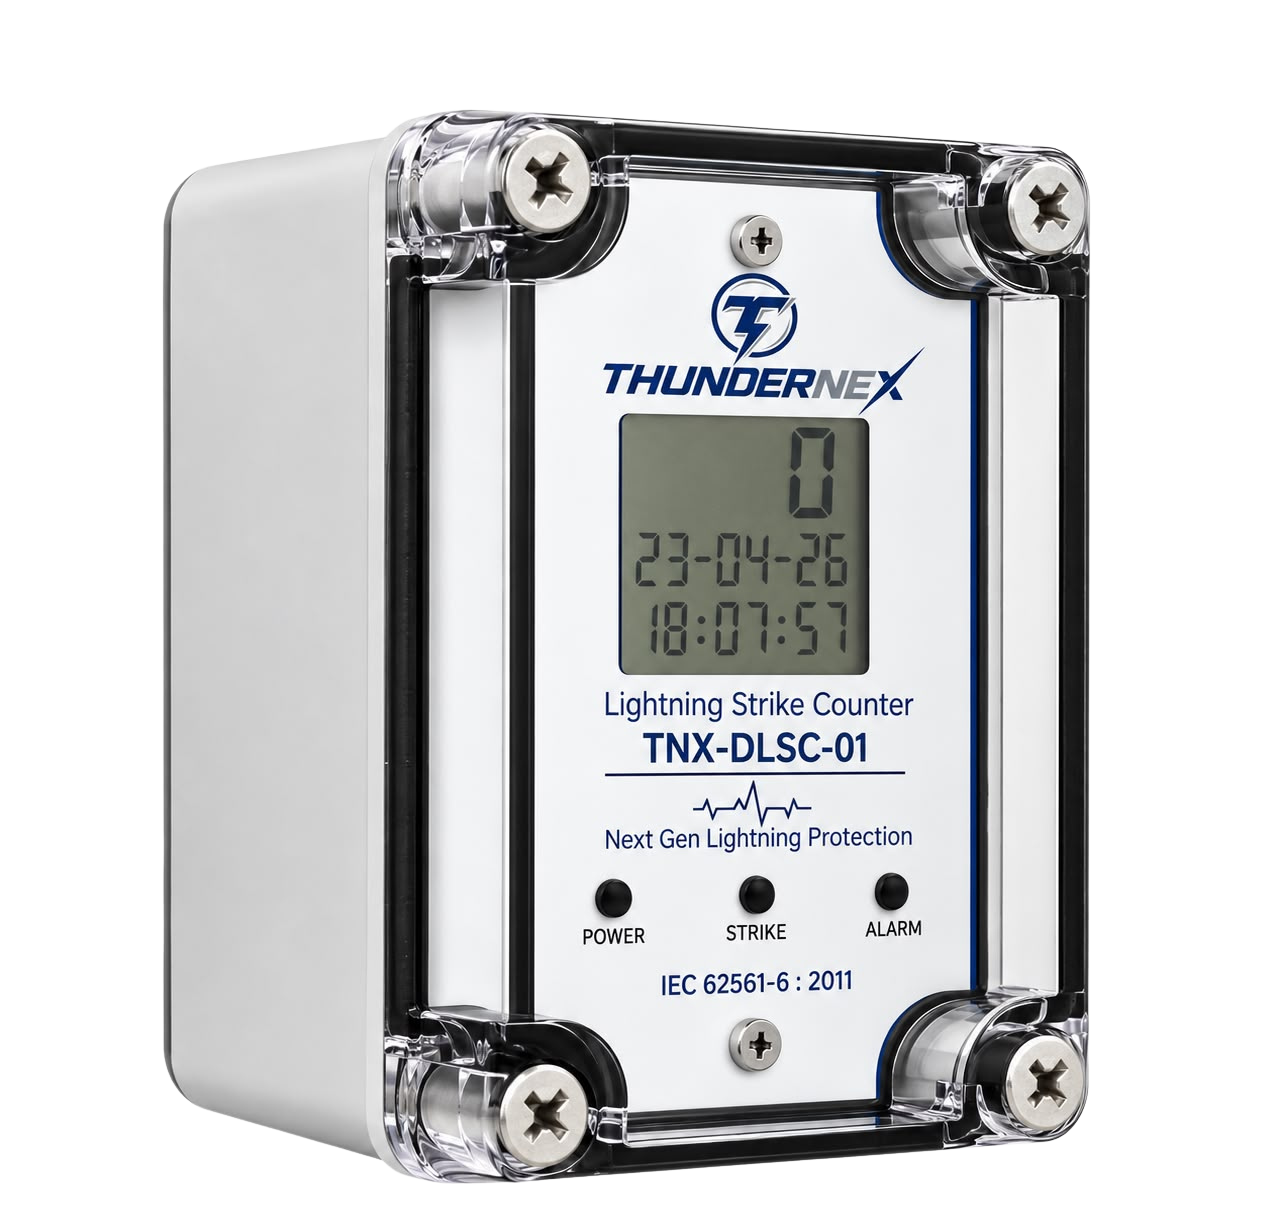 THUNDERNEX
0
23-04-26
18:07:57
Lightning Strike Counter
TNX-DLSC-01
Next Gen Lightning Protection
POWER STRIKE ALARM
IEC 62561-6 : 2011